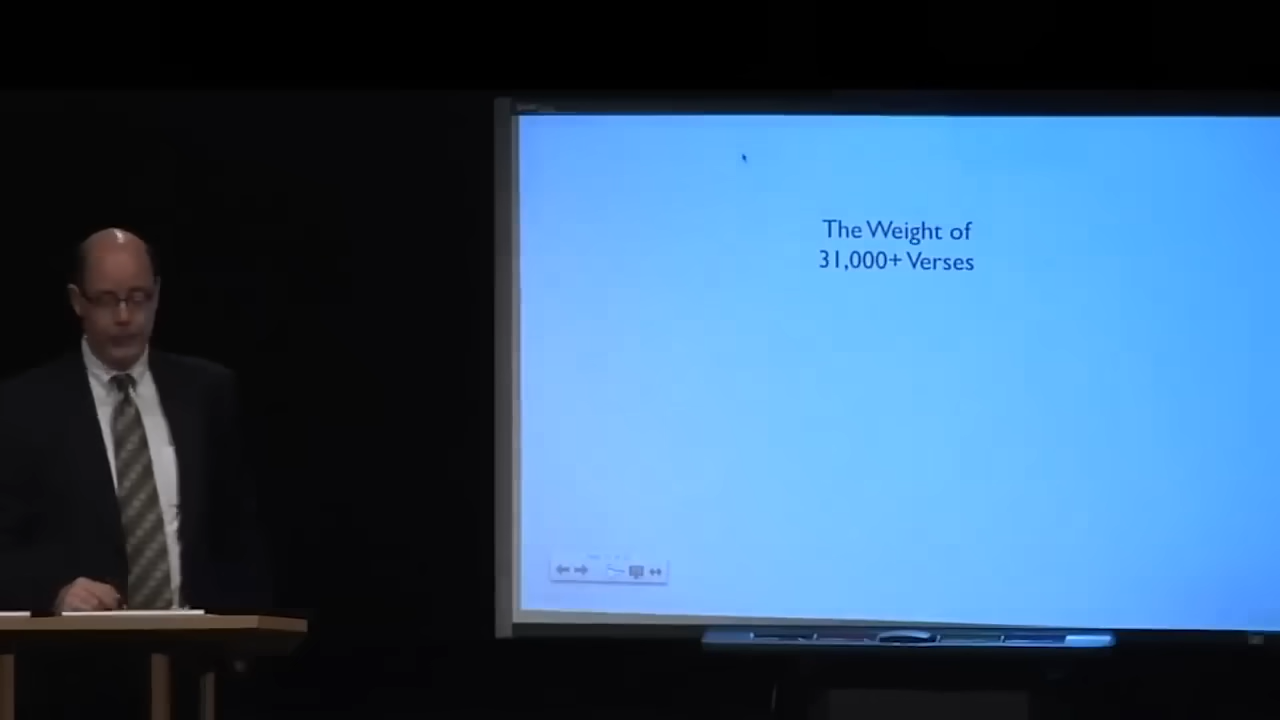 The Weight of
31,000+ Verses